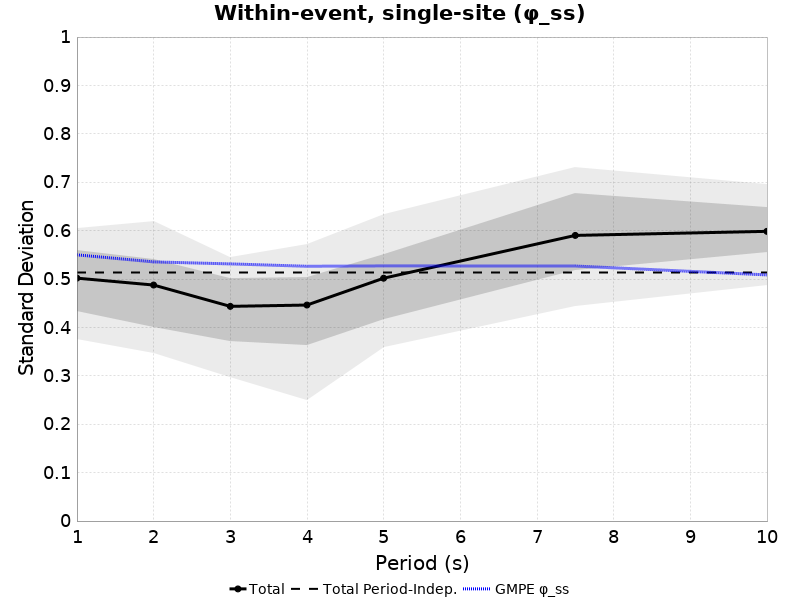 Within-event, single-site (φ_ss)
1
0.9
0.8
0.7
0.6
0.5
0.4
0.3
0.2
0.1
0
Standard Deviation
1 2 3 4 5 6 7 8 9 10
Period (s)
Total Total Period-Indep. GMPE φ_ss